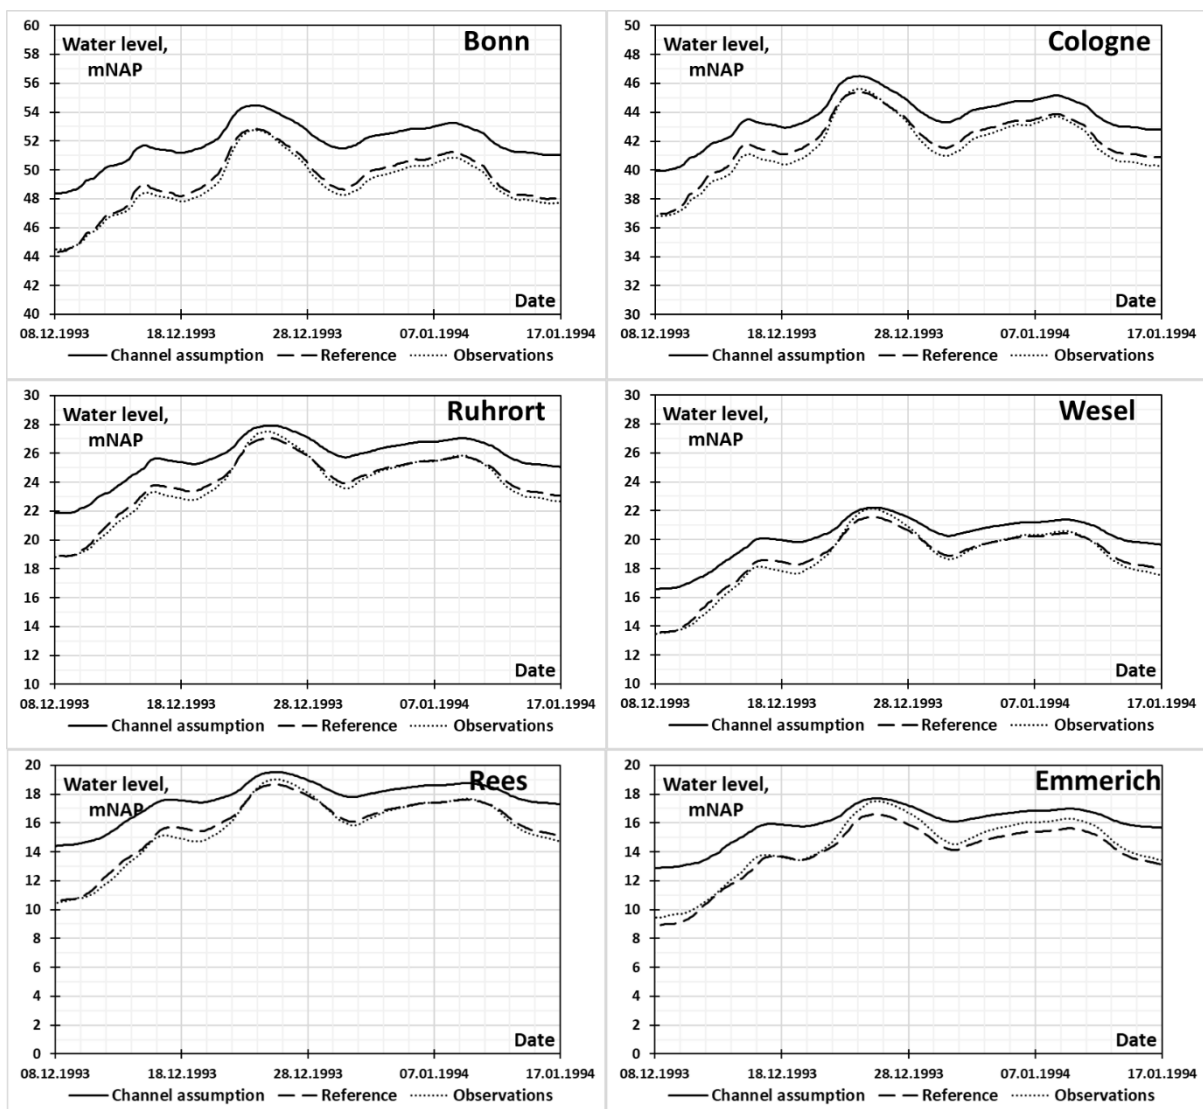 60
58
56
54
52
50
48
46
44
42
40
Water level,
mNAP
Bonn
Date
08.12.1993 18.12.1993 28.12.1993 07.01.1994 17.01.1994
Channel assumption Reference Observations
50
48
46
44
42
40
38
36
34
32
30
Water level,
mNAP
Cologne
Date
08.12.1993 18.12.1993 28.12.1993 07.01.1994 17.01.1994
Channel assumption Reference Observations
30
28
26
24
22
20
18
16
14
12
10
Water level,
mNAP
Ruhrort
Date
08.12.1993 18.12.1993 28.12.1993 07.01.1994 17.01.1994
Channel assumption Reference Observations
30
28
26
24
22
20
18
16
14
12
10
Water level,
mNAP
Wesel
Date
08.12.1993 18.12.1993 28.12.1993 07.01.1994 17.01.1994
Channel assumption Reference Observations
20
18
16
14
12
10
8
6
4
2
0
Water level,
mNAP
Rees
Date
08.12.1993 18.12.1993 28.12.1993 07.01.1994 17.01.1994
Channel assumption Reference Observations
20
18
16
14
12
10
8
6
4
2
0
Water level,
mNAP
Emmerich
Date
08.12.1993 18.12.1993 28.12.1993 07.01.1994 17.01.1994
Channel assumption Reference Observations